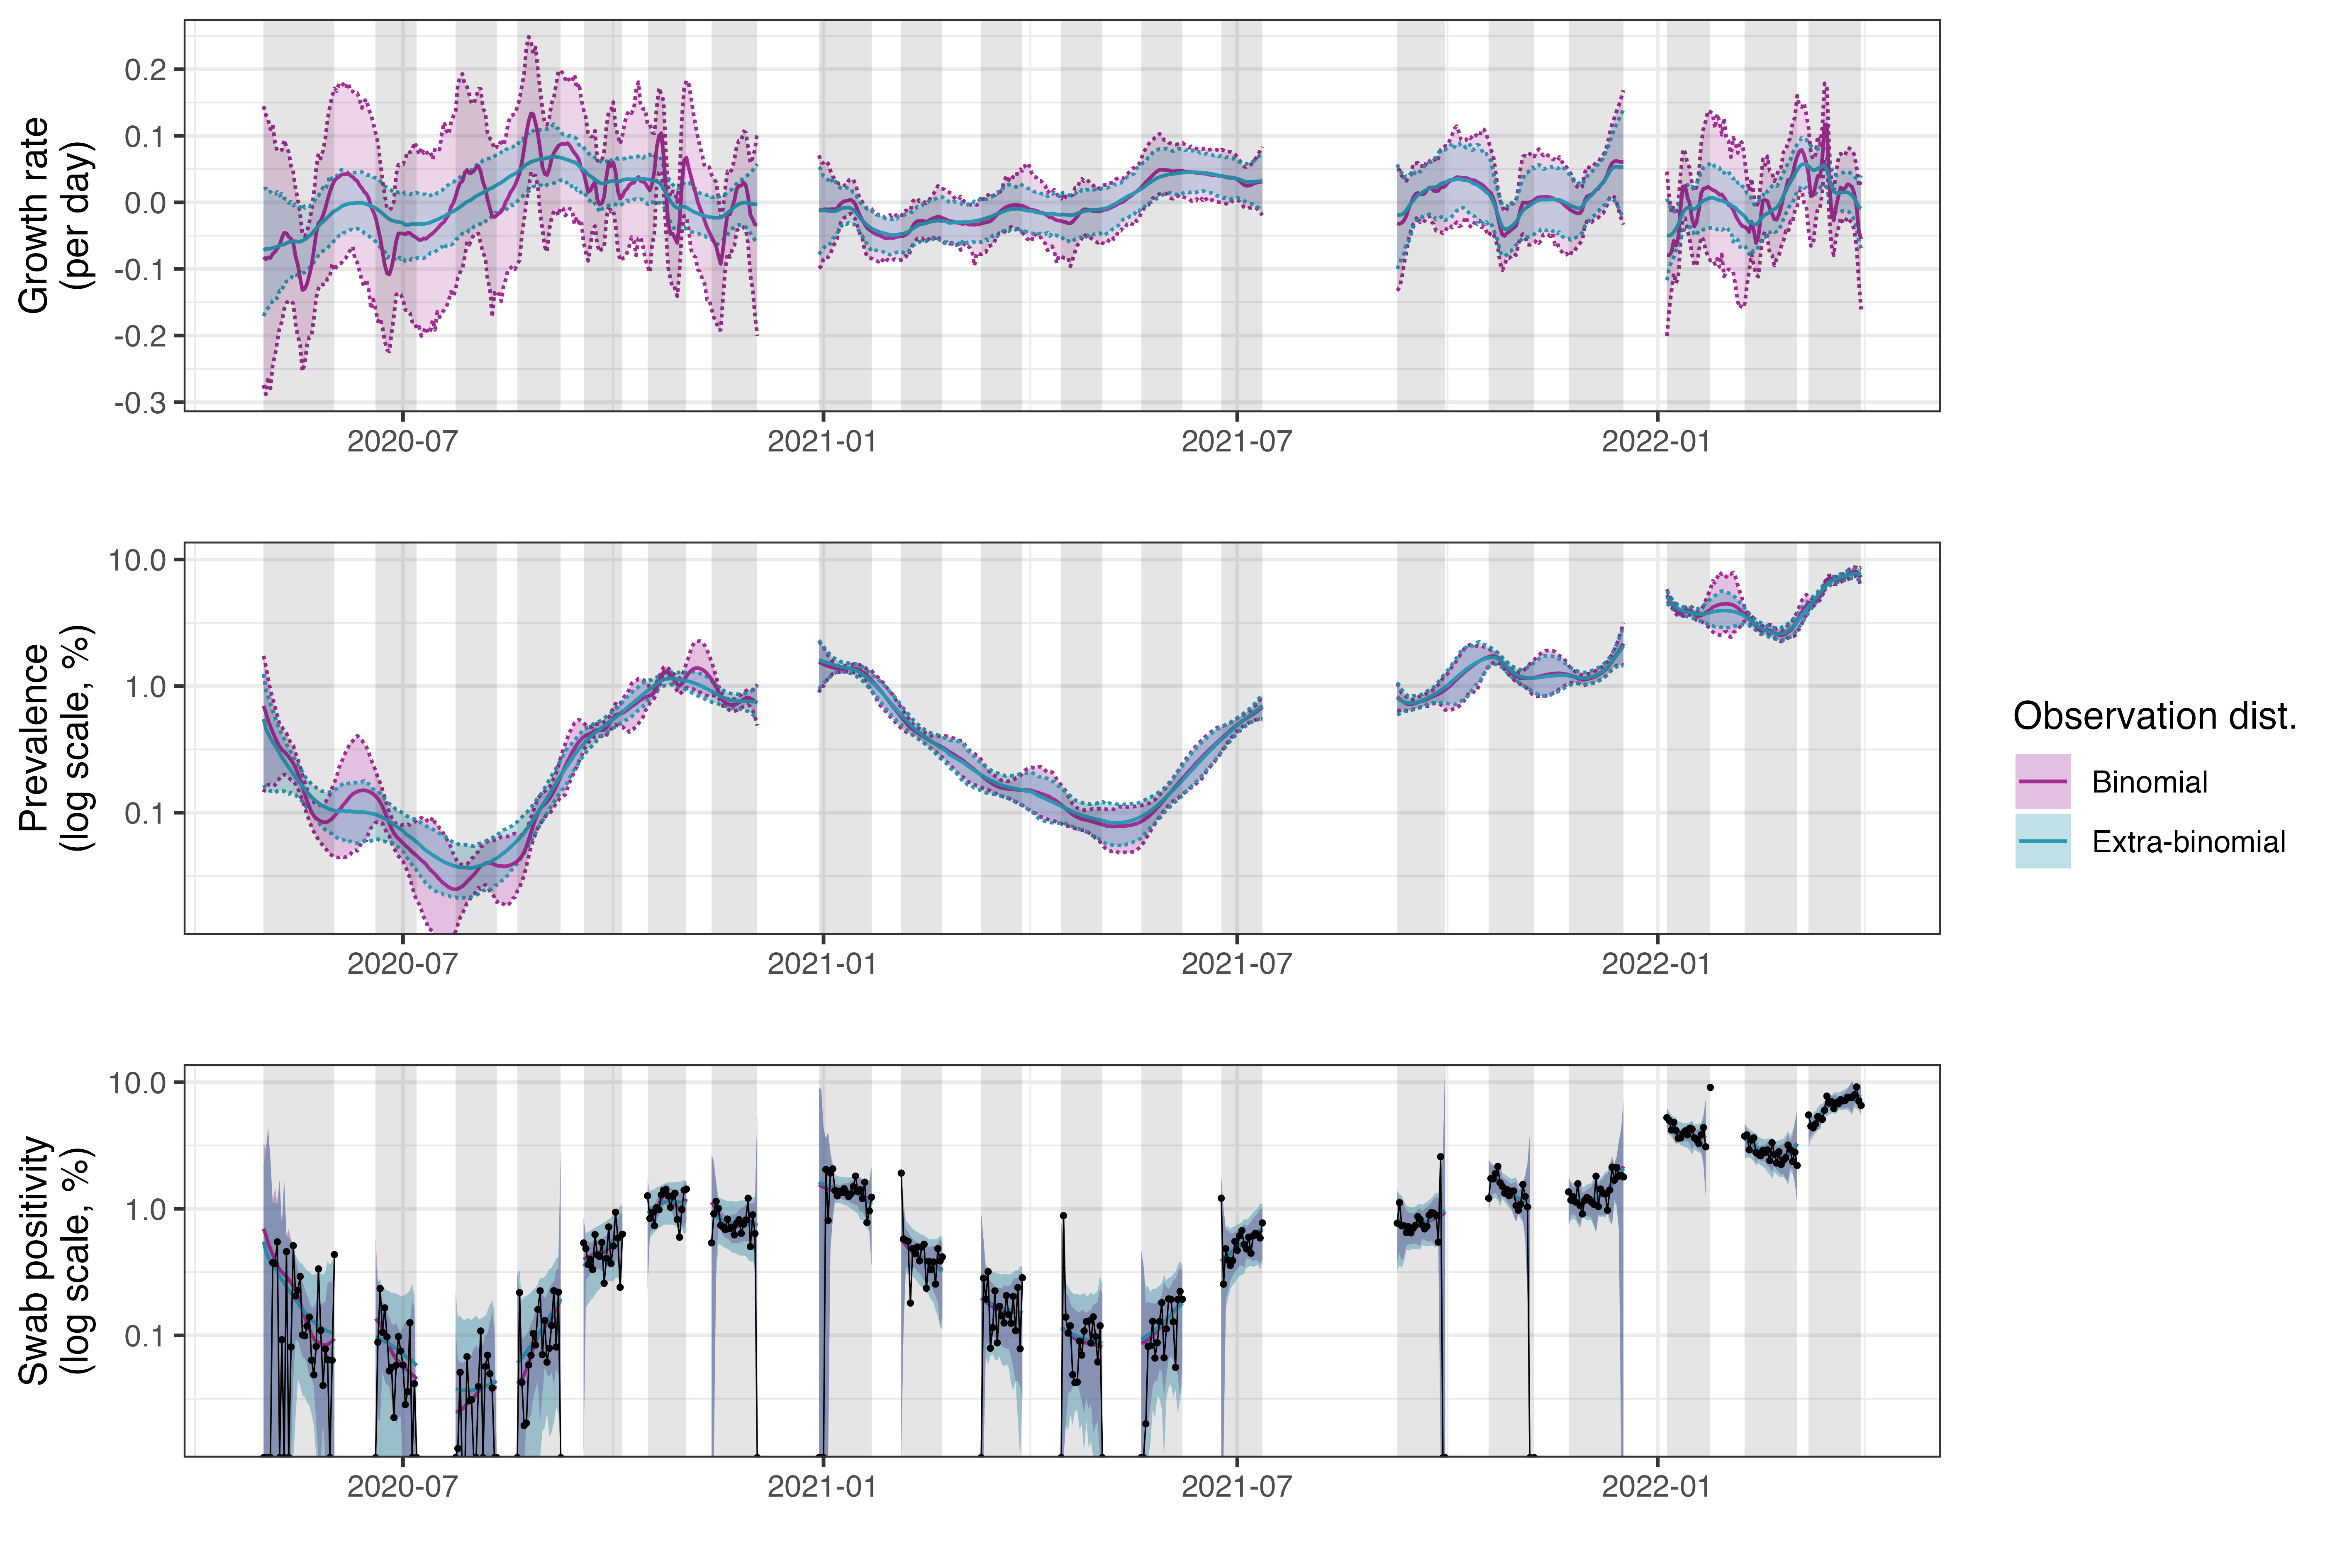 Growth rate
(per day)
0.2
0.1
0.0
-0.1
-0.2
-0.3
2020-07 2021-01 2021-07 2022-01
Prevalence
(log scale, %)
10.0
1.0
0.1
2020-07 2021-01 2021-07 2022-01
Observation dist.
Binomial
Extra-binomial
Swab positivity
(log scale, %)
10.0
1.0
0.1
2020-07 2021-01 2021-07 2022-01